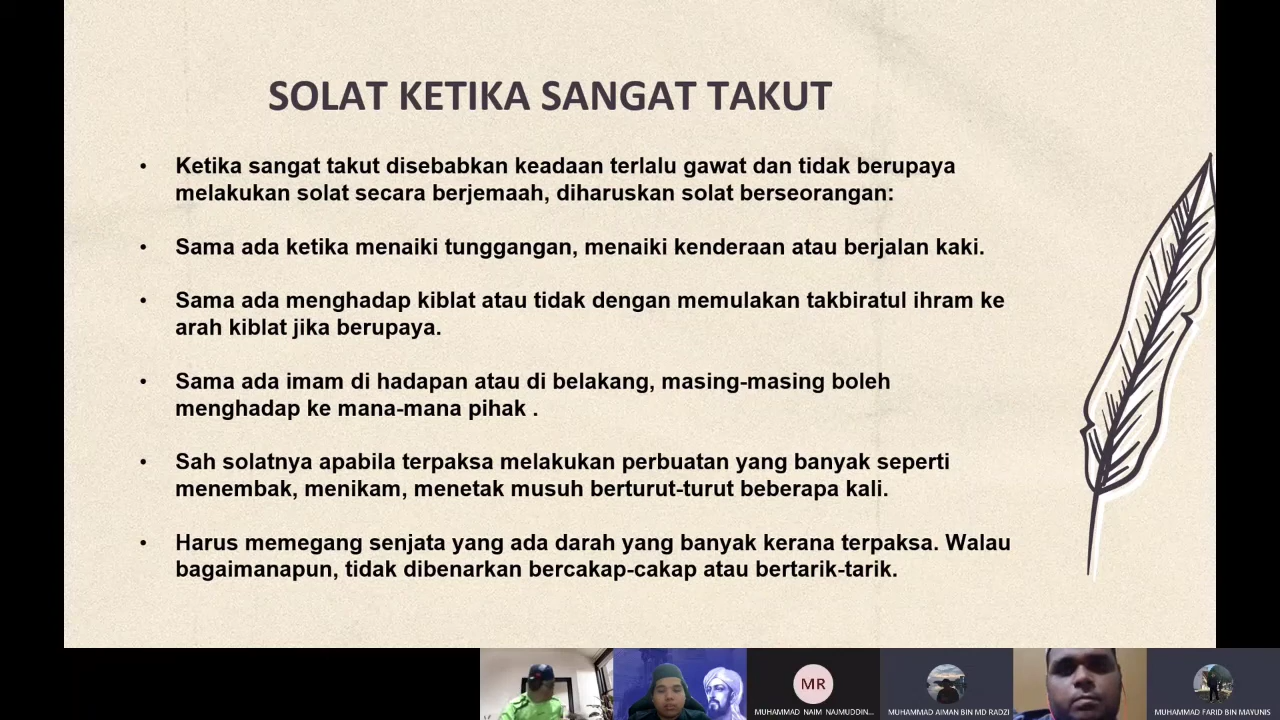 SOLAT KETIKA SANGAT TAKUT
• Ketika sangat takut disebabkan keadaan terlalu gawat dan tidak berupaya
melakukan solat secara berjemaah, diharuskan solat berseorangan:
• Sama ada ketika menaiki tunggangan, menaiki kenderaan atau berjalan kaki.
• Sama ada menghadap kiblat atau tidak dengan memulakan takbiratul ihram ke
arah kiblat jika berupaya.
• Sama ada imam di hadapan atau di belakang, masing-masing boleh
menghadap ke mana-mana pihak .
• Sah solatnya apabila terpaksa melakukan perbuatan yang banyak seperti
menembak, menikam, menetak musuh berturut-turut beberapa kali.
• Harus memegang senjata yang ada darah yang banyak kerana terpaksa. Walau
bagaimanapun, tidak dibenarkan bercakap-cakap atau bertarik-tarik.
MR
MUHAMMAD NAIM NAJMUDDIN...
MUHAMMAD AIMAN BIN MD RADZI
MUHAMMAD FARID BIN MAYUNIS